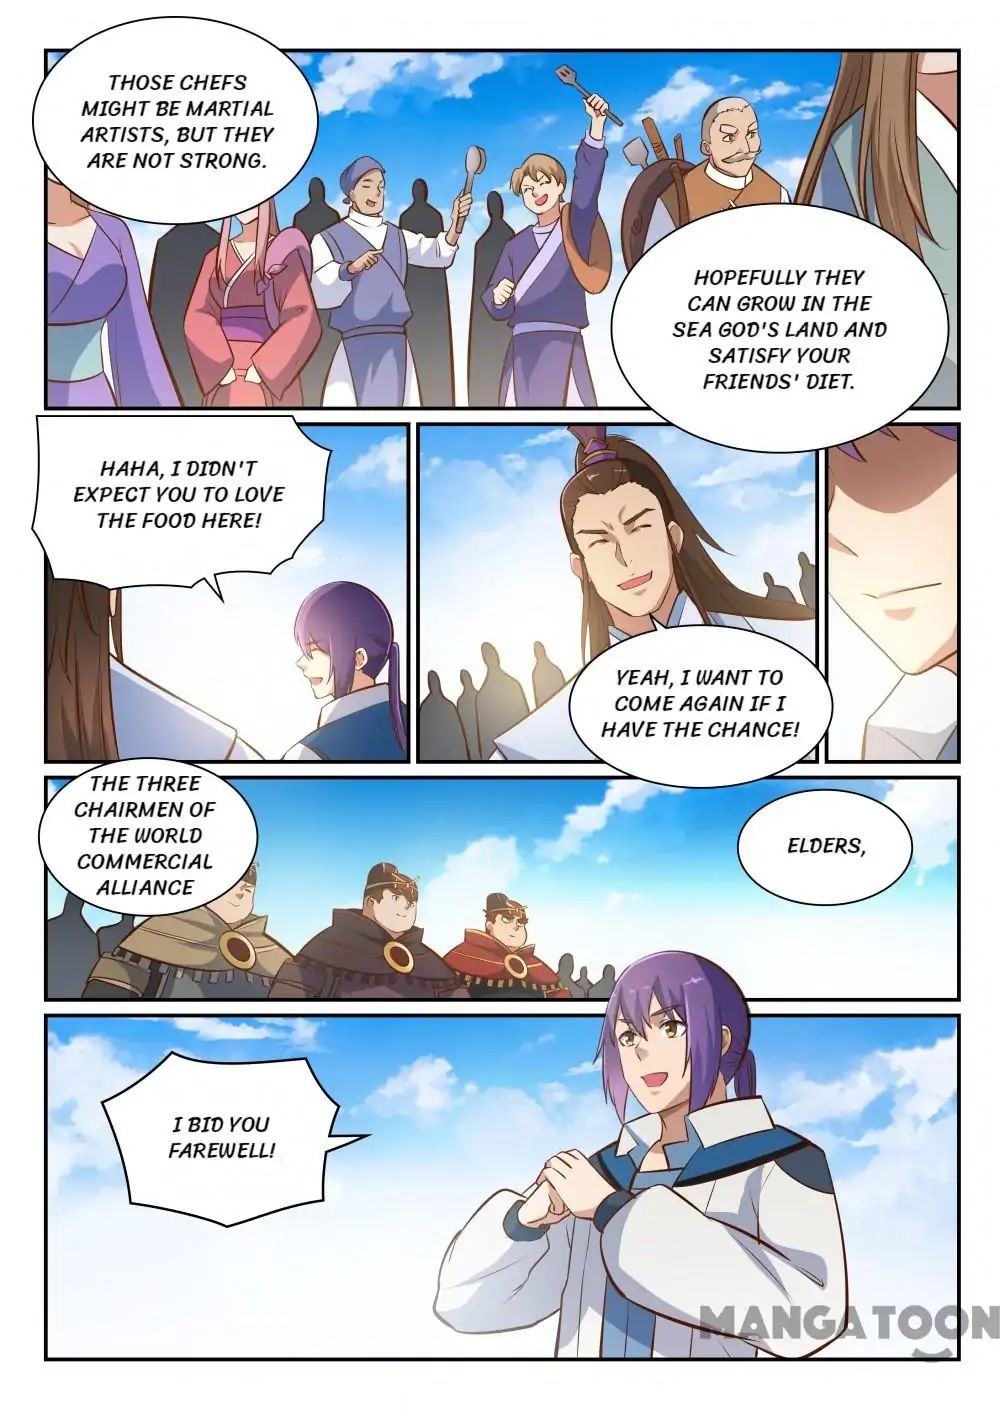 THOSE CHEFS
MIGHT BE MARTIAL
ARTISTS, BUT THEY
ARE NOT STRONG.
HOPEFULLY THEY
CAN GROW IN THE
SEA GOD'S LAND AND
SATISFY YOUR
FRIENDS' DIET.
HAHA, I DIDN'T
EXPECT YOU TO LOVE
THE FOOD HERE!
YEAH, I WANT TO
COME AGAIN IF I
HAVE THE CHANCE!
THE THREE
CHAIRMEN OF
THE WORLD
COMMERCIAL
ALLIANCE
ELDERS,
I BID YOU
FAREWELL!
MANGATOON